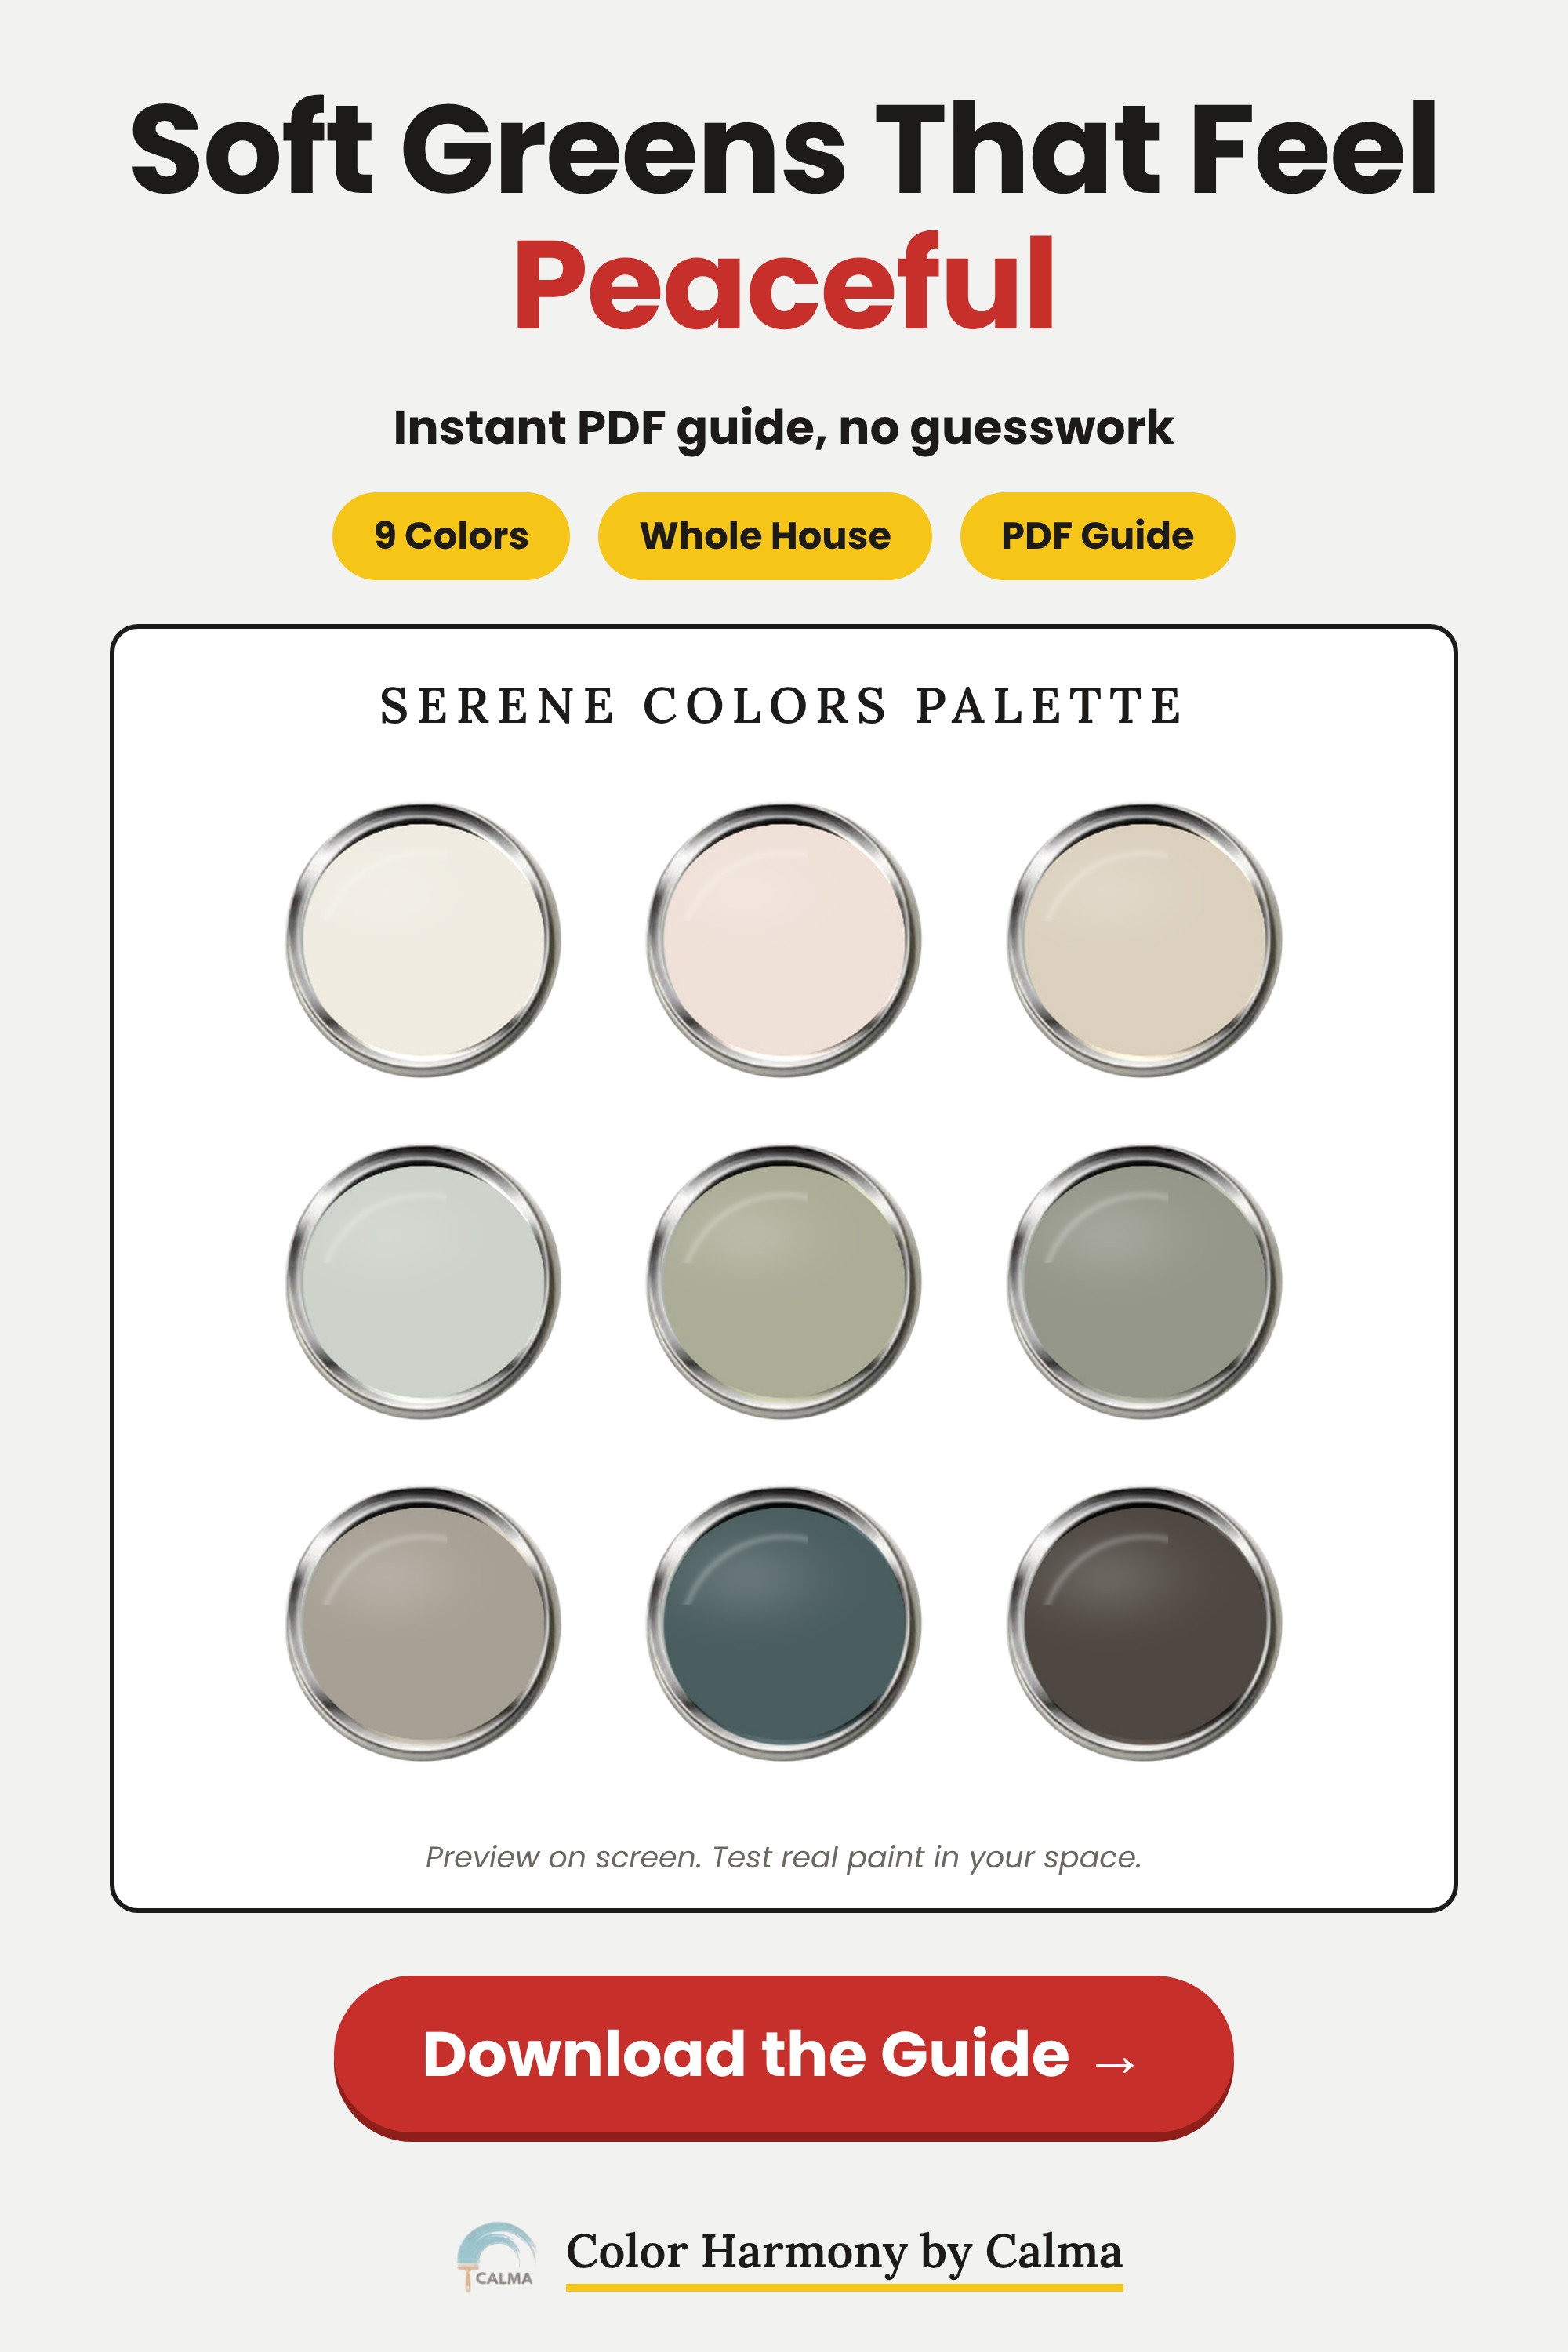 Soft Greens That Feel
Peaceful
Instant PDF guide, no guesswork
9 Colors
Whole House
PDF Guide
SERENE COLORS PALETTE
Preview on screen. Test real paint in your space.
Download the Guide →
CALMA
Color Harmony by Calma